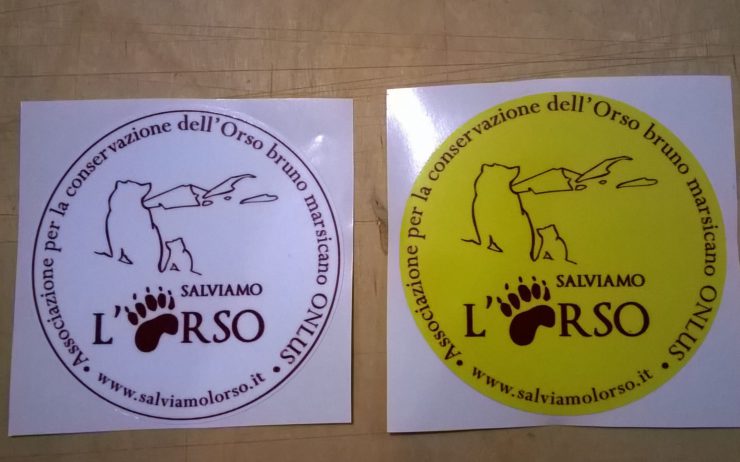 Associazione per la conservazione dell'Orso bruno marsicano ONLUS
SALVIAMO
L'ORSO
www.salviamolorso.it
Associazione per la conservazione dell'Orso bruno marsicano ONLUS
SALVIAMO
L'ORSO
www.salviamolorso.it